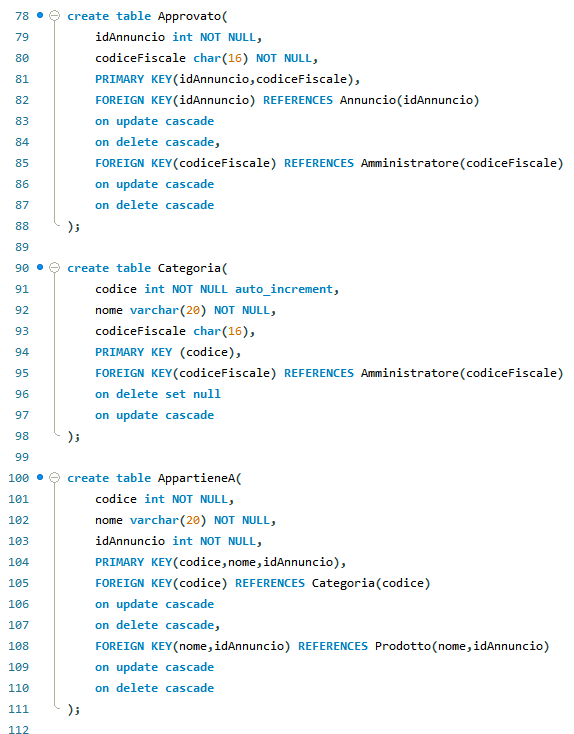 78 create table Approvato(
79 idAnnuncio int NOT NULL,
80 codiceFiscale char(16) NOT NULL,
81 PRIMARY KEY(idAnnuncio,codiceFiscale),
82 FOREIGN KEY(idAnnuncio) REFERENCES Annuncio(idAnnuncio)
83 on update cascade
84 on delete cascade,
85 FOREIGN KEY(codiceFiscale) REFERENCES Amministratore(codiceFiscale)
86 on update cascade
87 on delete cascade
88 );
89
90 create table Categoria(
91 codice int NOT NULL auto_increment,
92 nome varchar(20) NOT NULL,
93 codiceFiscale char(16),
94 PRIMARY KEY (codice),
95 FOREIGN KEY(codiceFiscale) REFERENCES Amministratore(codiceFiscale)
96 on delete set null
97 on update cascade
98 );
99
100 create table AppartieneA(
101 codice int NOT NULL,
102 nome varchar(20) NOT NULL,
103 idAnnuncio int NOT NULL,
104 PRIMARY KEY(codice,nome,idAnnuncio),
105 FOREIGN KEY(codice) REFERENCES Categoria(codice)
106 on update cascade
107 on delete cascade,
108 FOREIGN KEY(nome,idAnnuncio) REFERENCES Prodotto(nome,idAnnuncio)
109 on update cascade
110 on delete cascade
111 );
112